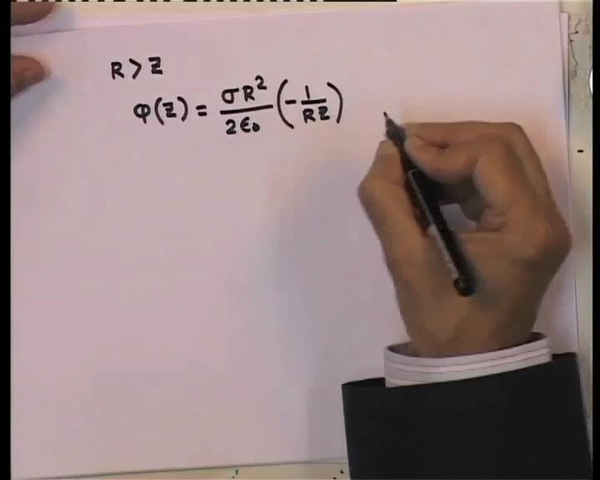 R > Z
φ(Z) = σR²/2ε₀ (-1/RZ)